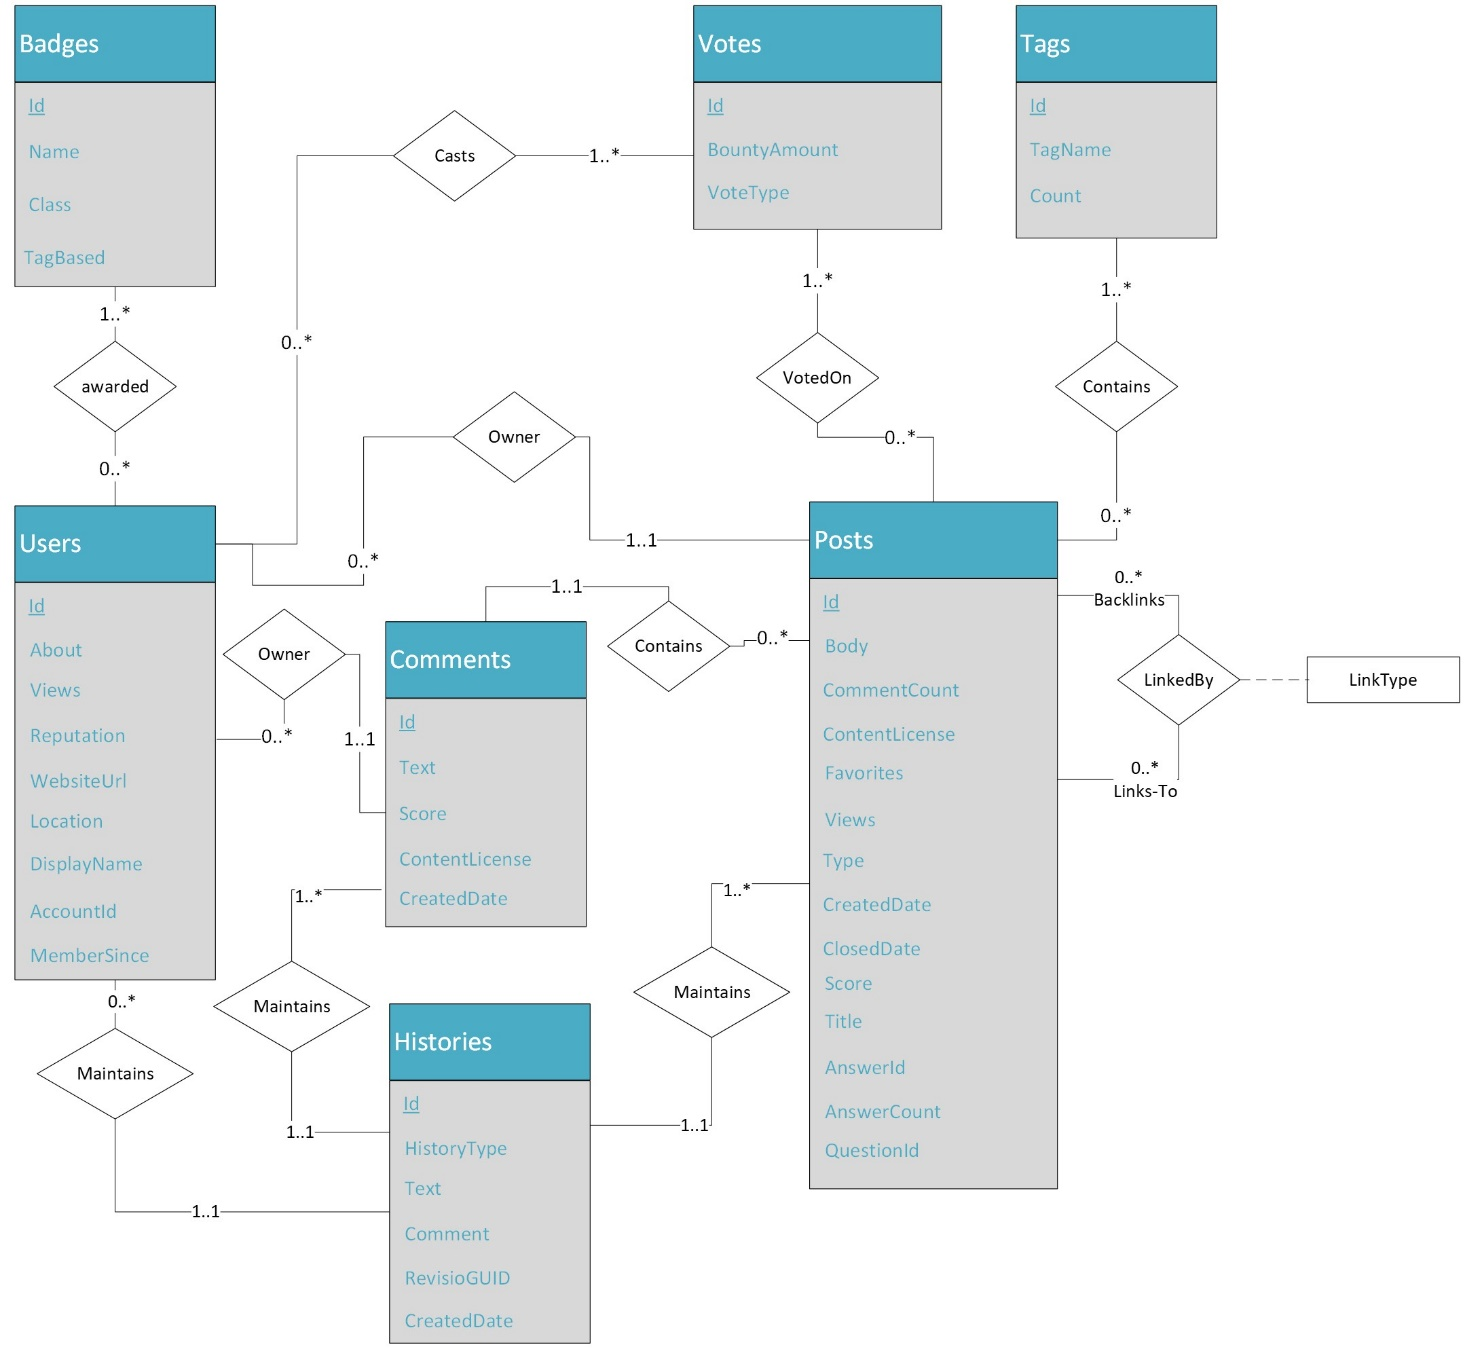 Badges
Id
Name
Class
TagBased
Votes
Id
BountyAmount
VoteType
Tags
Id
TagName
Count
Casts
1..*
0..*
1..*
awarded
0..*
1..*
VotedOn
0..*
1..*
Contains
0..*
Owner
0..*
1..1
Users
Id
About
Views
Reputation
WebsiteUrl
Location
DisplayName
AccountId
MemberSince
Owner
0..*
1..1
Comments
Id
Text
Score
ContentLicense
CreatedDate
1..1
Contains
0..*
Posts
Id
Body
CommentCount
ContentLicense
Favorites
Views
Type
CreatedDate
ClosedDate
Score
Title
AnswerId
AnswerCount
QuestionId
0..*
Backlinks
LinkedBy
LinkType
0..*
Links-To
1..*
Maintains
1..1
1..*
Maintains
1..1
0..*
Maintains
1..1
Histories
Id
HistoryType
Text
Comment
RevisioGUID
CreatedDate